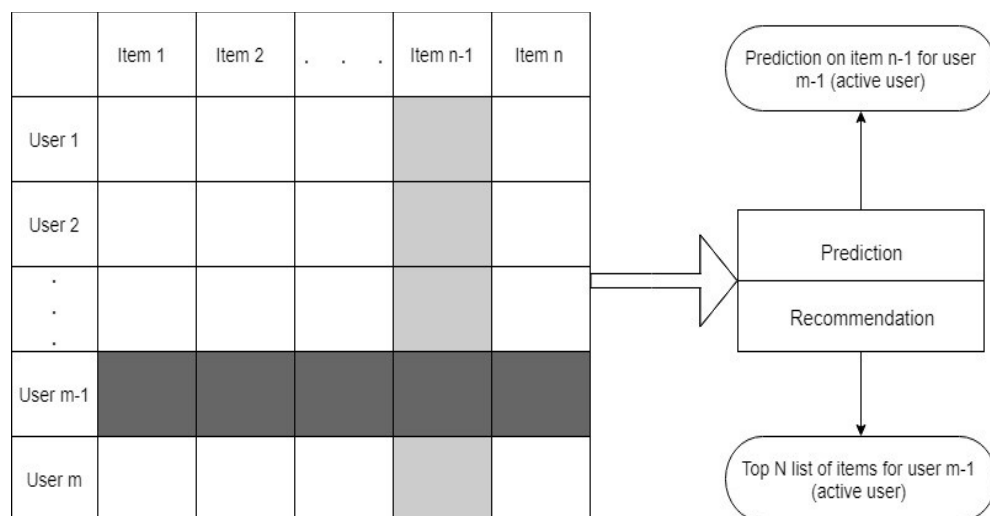 Item 1 Item 2 . . . Item n-1 Item n
User 1
User 2
.
.
.
User m-1
User m
Prediction on item n-1 for user
m-1 (active user)
Prediction
Recommendation
Top N list of items for user m-1
(active user)